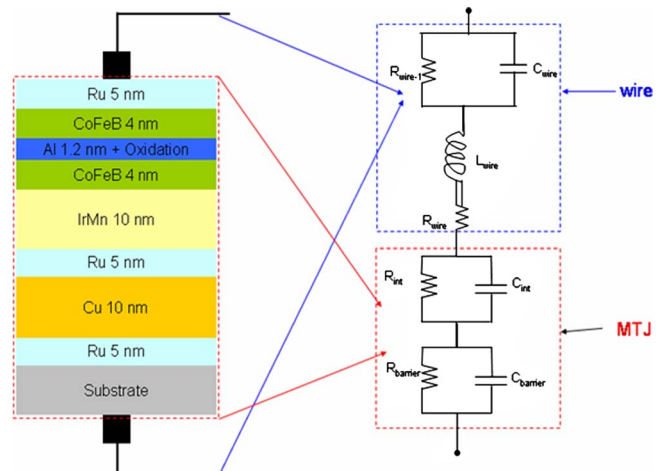 Ru 5 nm
CoFeB 4 nm
Al 1.2 nm + Oxidation
CoFeB 4 nm
IrMn 10 nm
Ru 5 nm
Cu 10 nm
Ru 5 nm
Substrate
Rwire-1
Cwire
wire
Lwire
Rwire
Rint
Cint
MTJ
Rbarrier
Cbarrier